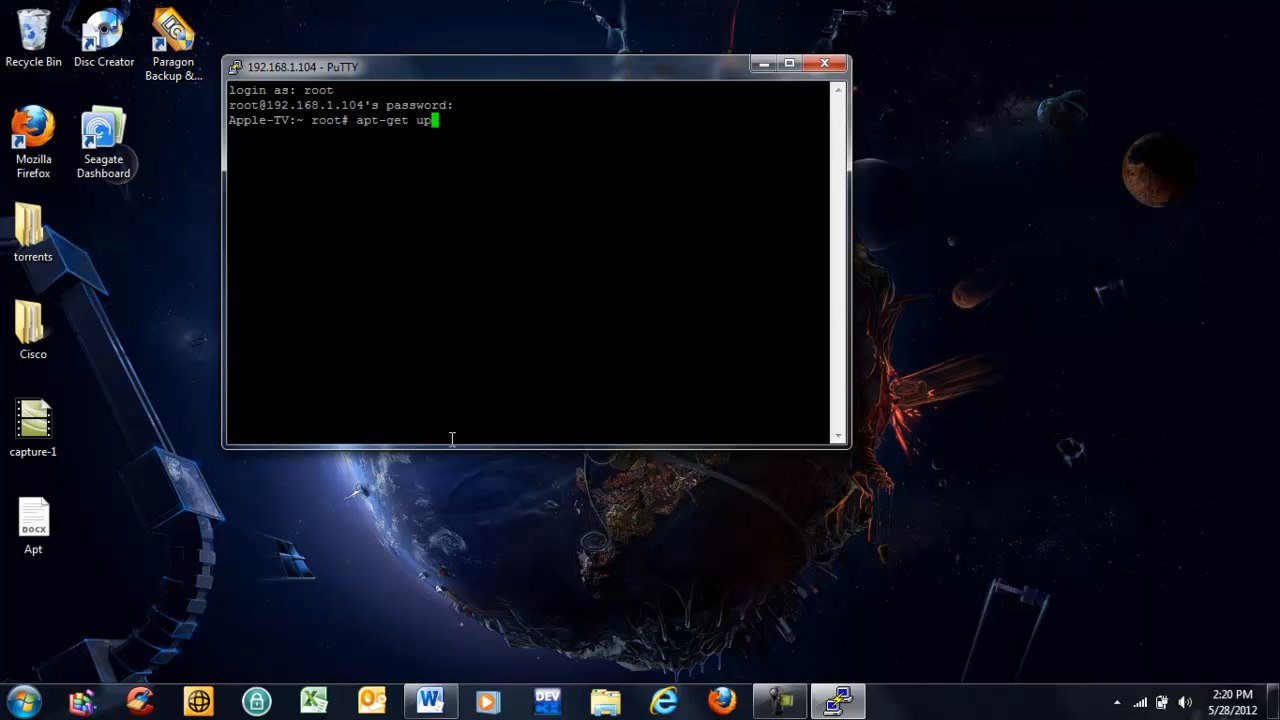 Recycle Bin
Disc Creator
Paragon
Backup &...
Mozilla
Firefox
Seagate
Dashboard
torrents
Cisco
capture-1
DOCX
Apt
192.168.1.104 - PuTTY
login as: root
root@192.168.1.104's password:
Apple-TV:~ root# apt-get up
DEV
2:20 PM
5/28/2012